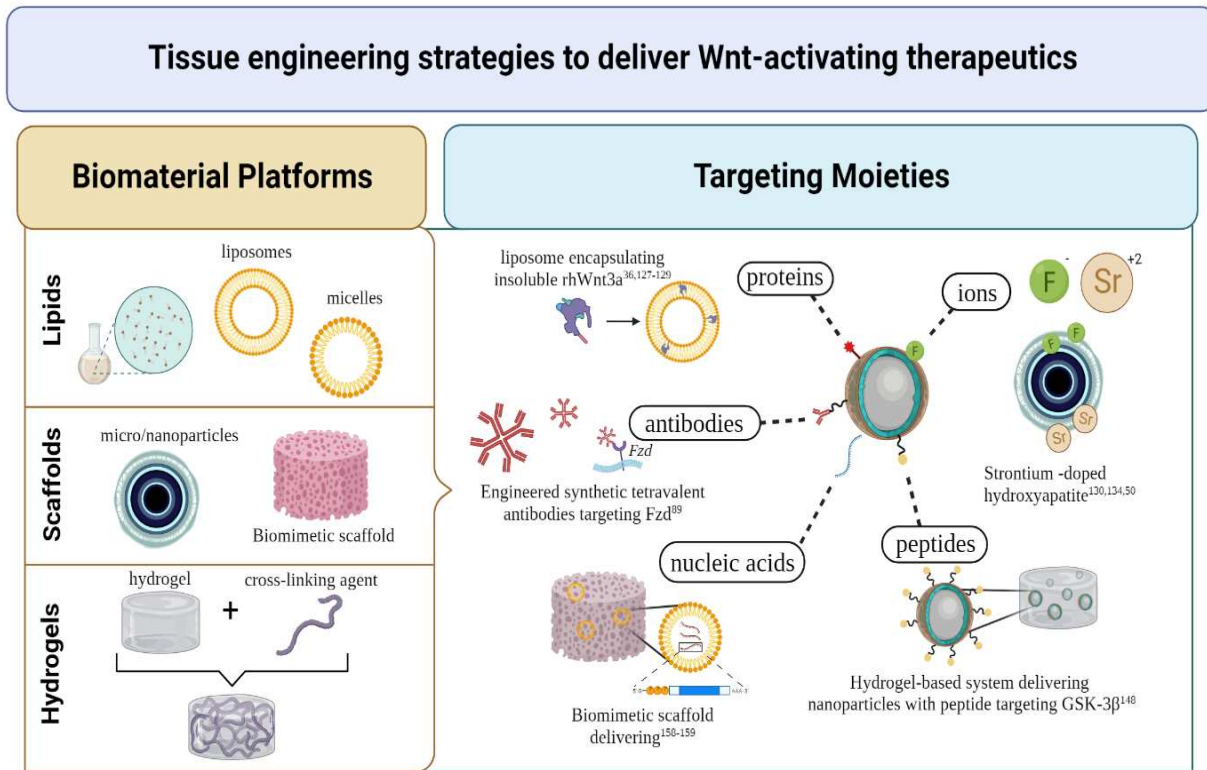 Tissue engineering strategies to deliver Wnt-activating therapeutics
Biomaterial Platforms
Targeting Moieties
Lipids
liposomes
micelles
Scaffolds
micro/nanoparticles
Biomimetic scaffold
Hydrogels
hydrogel
+
cross-linking agent
liposome encapsulating
insoluble rhWnt3a36,127-129
proteins
ions
F-
Sr+2
F
F
F
Sr
Sr
Strontium -doped
hydroxyapatite130,134,50
antibodies
Fzd
Engineered synthetic tetravalent
antibodies targeting Fzd89
nucleic acids
peptides
5'
AAA-3'
Biomimetic scaffold
delivering158-159
Hydrogel-based system delivering
nanoparticles with peptide targeting GSK-3β148